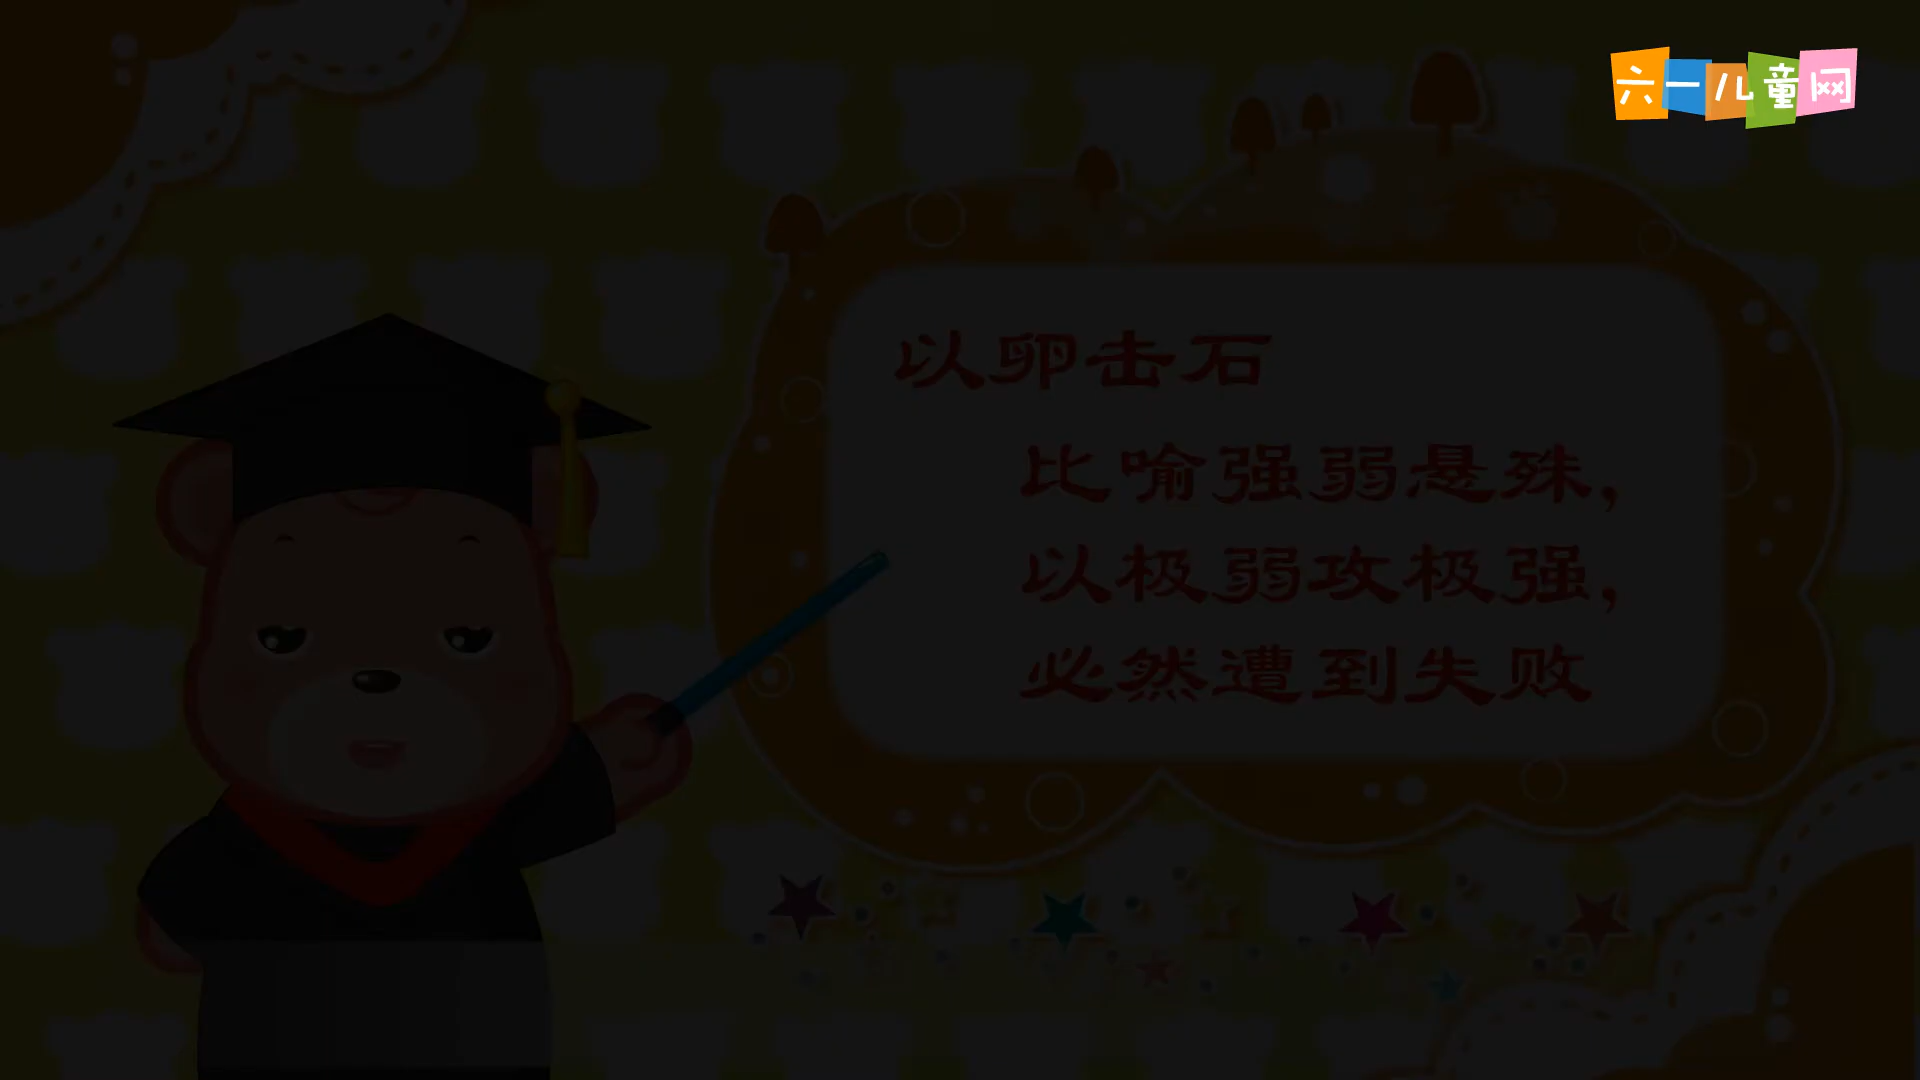 六一儿童网
以卵击石
比喻强弱悬殊，
以极弱攻极强，
必然遭到失败